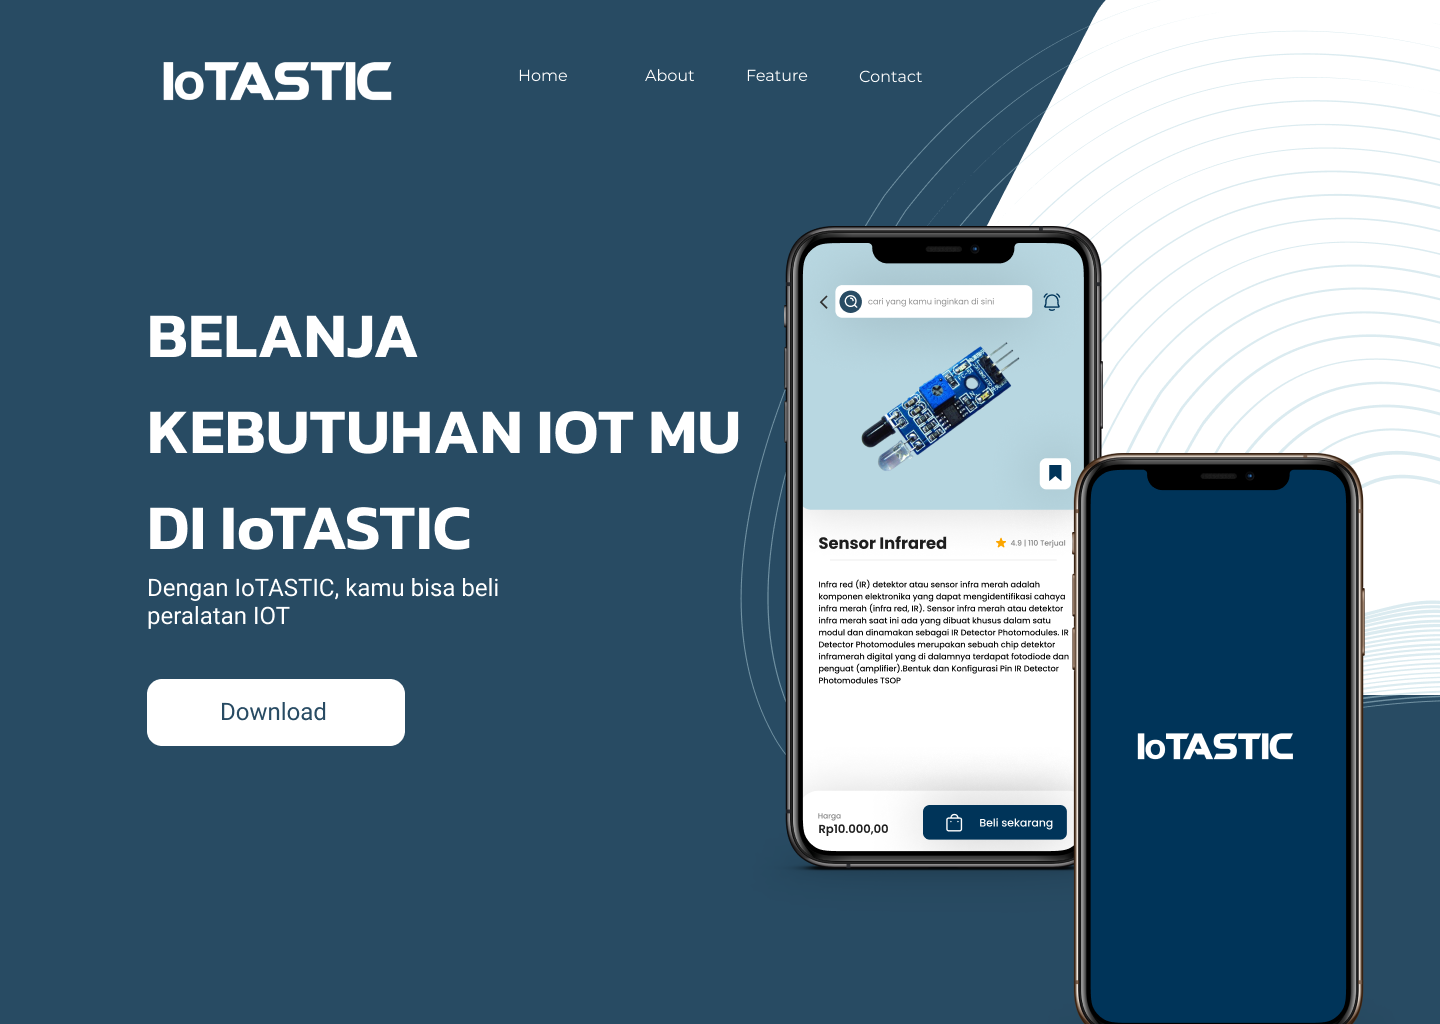 IoTASTIC
Home
About
Feature
Contact
BELANJA
KEBUTUHAN IOT MU
DI IoTASTIC
Dengan IoTASTIC, kamu bisa beli
peralatan IOT
Download
cari yang kamu inginkan di sini
Sensor Infrared
4.9 | 110 Terjual
Infra red (IR) detektor atau sensor infra merah adalah
komponen elektronika yang dapat mengidentifikasi cahaya
infra merah (infra red, IR). Sensor infra merah atau detektor
infra merah saat ini ada yang dibuat khusus dalam satu
modul dan dinamakan sebagai IR Detector Photomodules. IR
Detector Photomodules merupakan sebuah chip detektor
inframerah digital yang di dalamnya terdapat fotodiode dan
penguat (amplifier).Bentuk dan Konfigurasi Pin IR Detector
Photomodules TSOP
Harga
Rp10.000,00
Beli sekarang
IoTASTIC